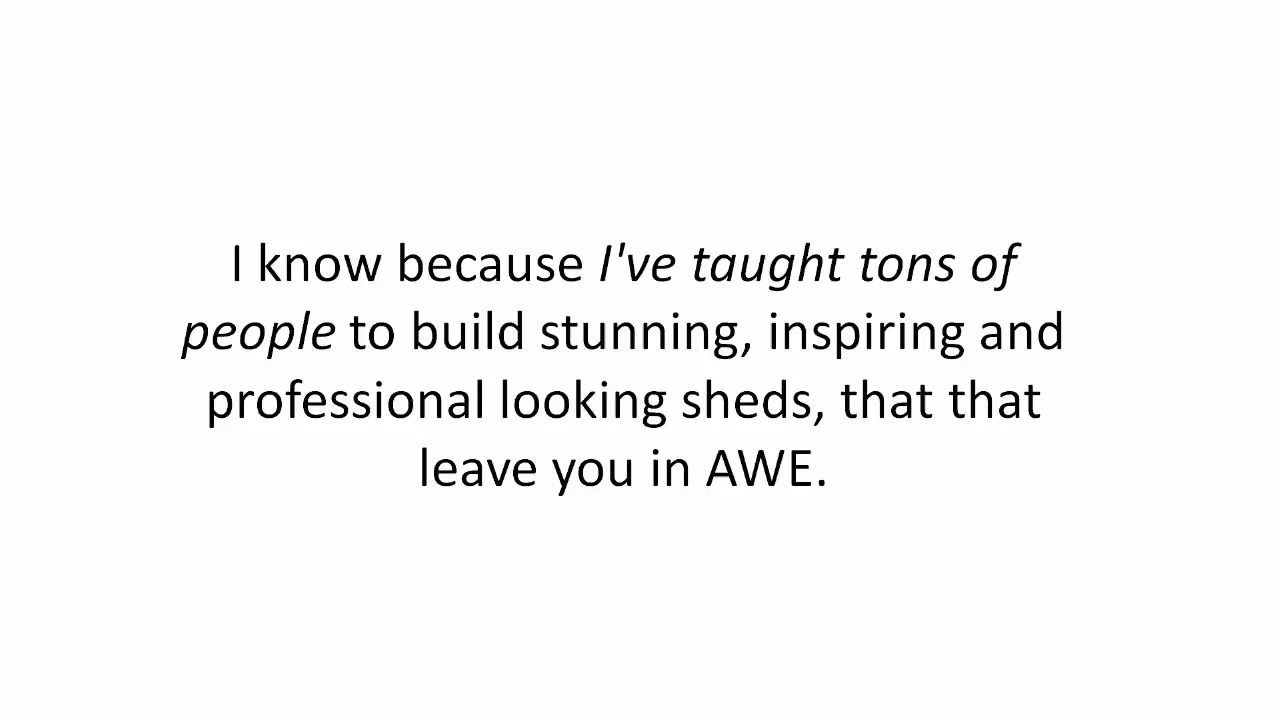 I know because I've taught tons of
people to build stunning, inspiring and
professional looking sheds, that that
leave you in AWE.